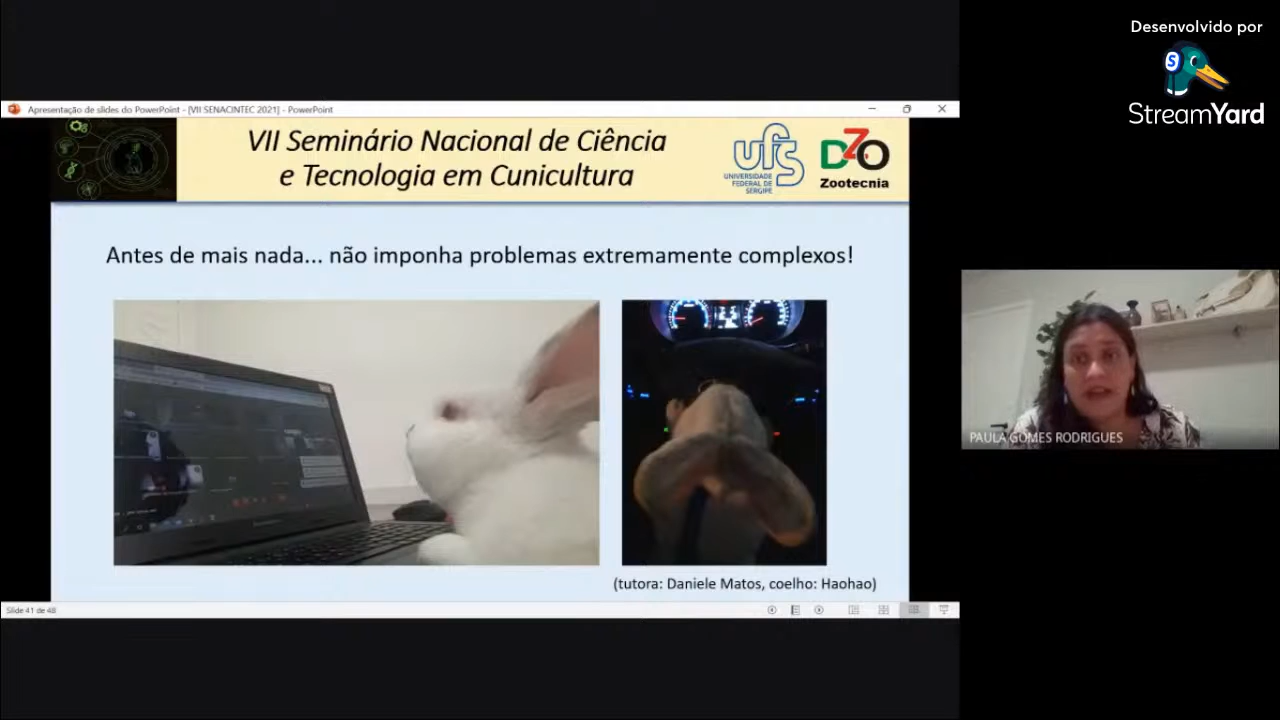 Desenvolvido por
StreamYard
Apresentação de slides do PowerPoint - [VII SENACINTEC 2021] - PowerPoint
VII Seminário Nacional de Ciência
e Tecnologia em Cunicultura
ufs
UNIVERSIDADE
FEDERAL DE
SERGIPE
DZO
Zootecnia
Antes de mais nada... não imponha problemas extremamente complexos!
PAULA GOMES RODRIGUES
(tutora: Daniele Matos, coelho: Haohao)
Slide 41 de 48